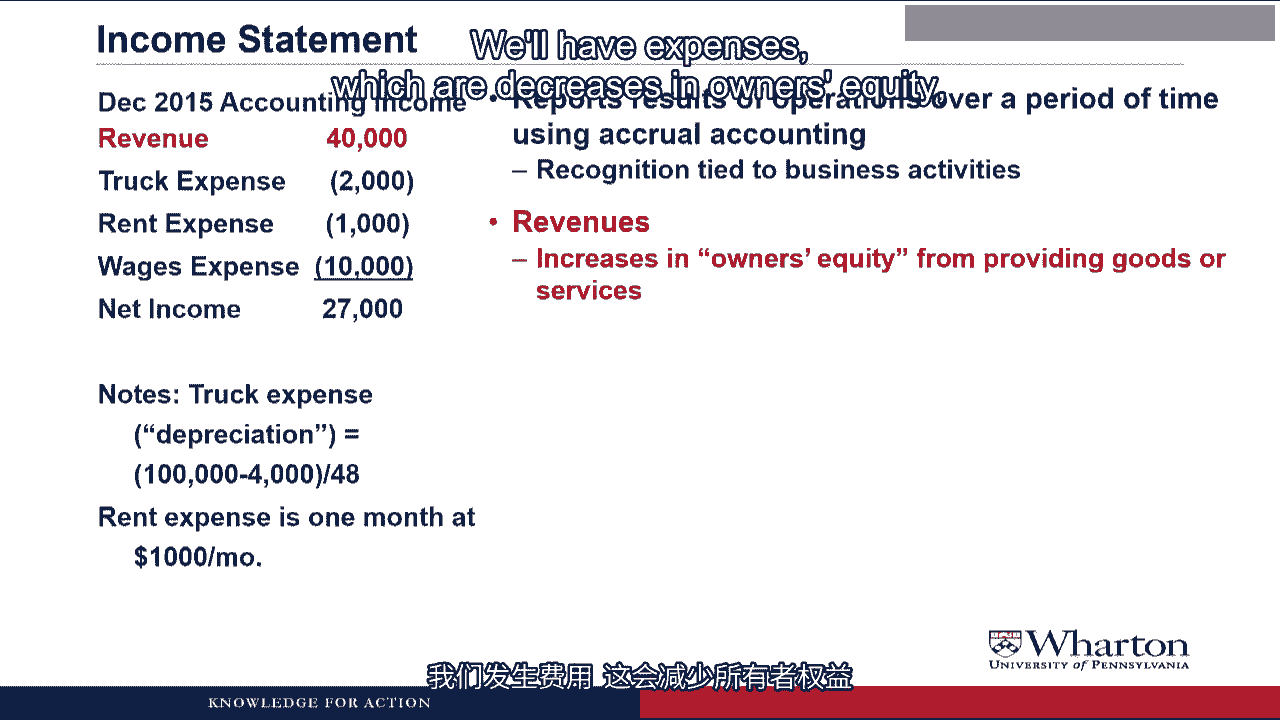 Income Statement
We'll have expenses,
which are decreases in owners' equity,
Dec 2015 Accounting Income
Revenue 40,000
Truck Expense (2,000)
Rent Expense (1,000)
Wages Expense (10,000)
Net Income 27,000
Notes: Truck expense
(“depreciation”) =
(100,000-4,000)/48
Rent expense is one month at
$1000/mo.
• Reports results of operations over a period of time
using accrual accounting
– Recognition tied to business activities
• Revenues
– Increases in “owners’ equity” from providing goods or
services
Wharton
UNIVERSITY of PENNSYLVANIA
我们发生费用 这会减少所有者权益
KNOWLEDGE FOR ACTION